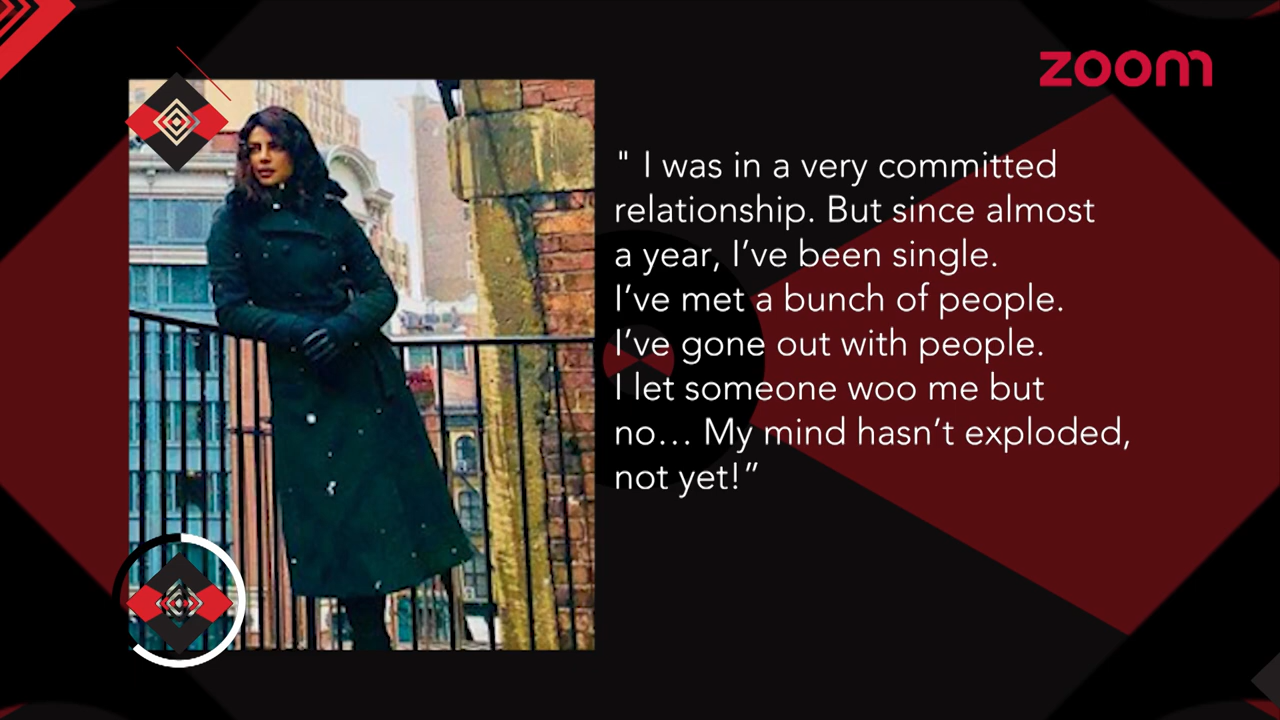 zoom
" I was in a very committed
relationship. But since almost
a year, I’ve been single.
I’ve met a bunch of people.
I’ve gone out with people.
I let someone woo me but
no... My mind hasn’t exploded,
not yet!”